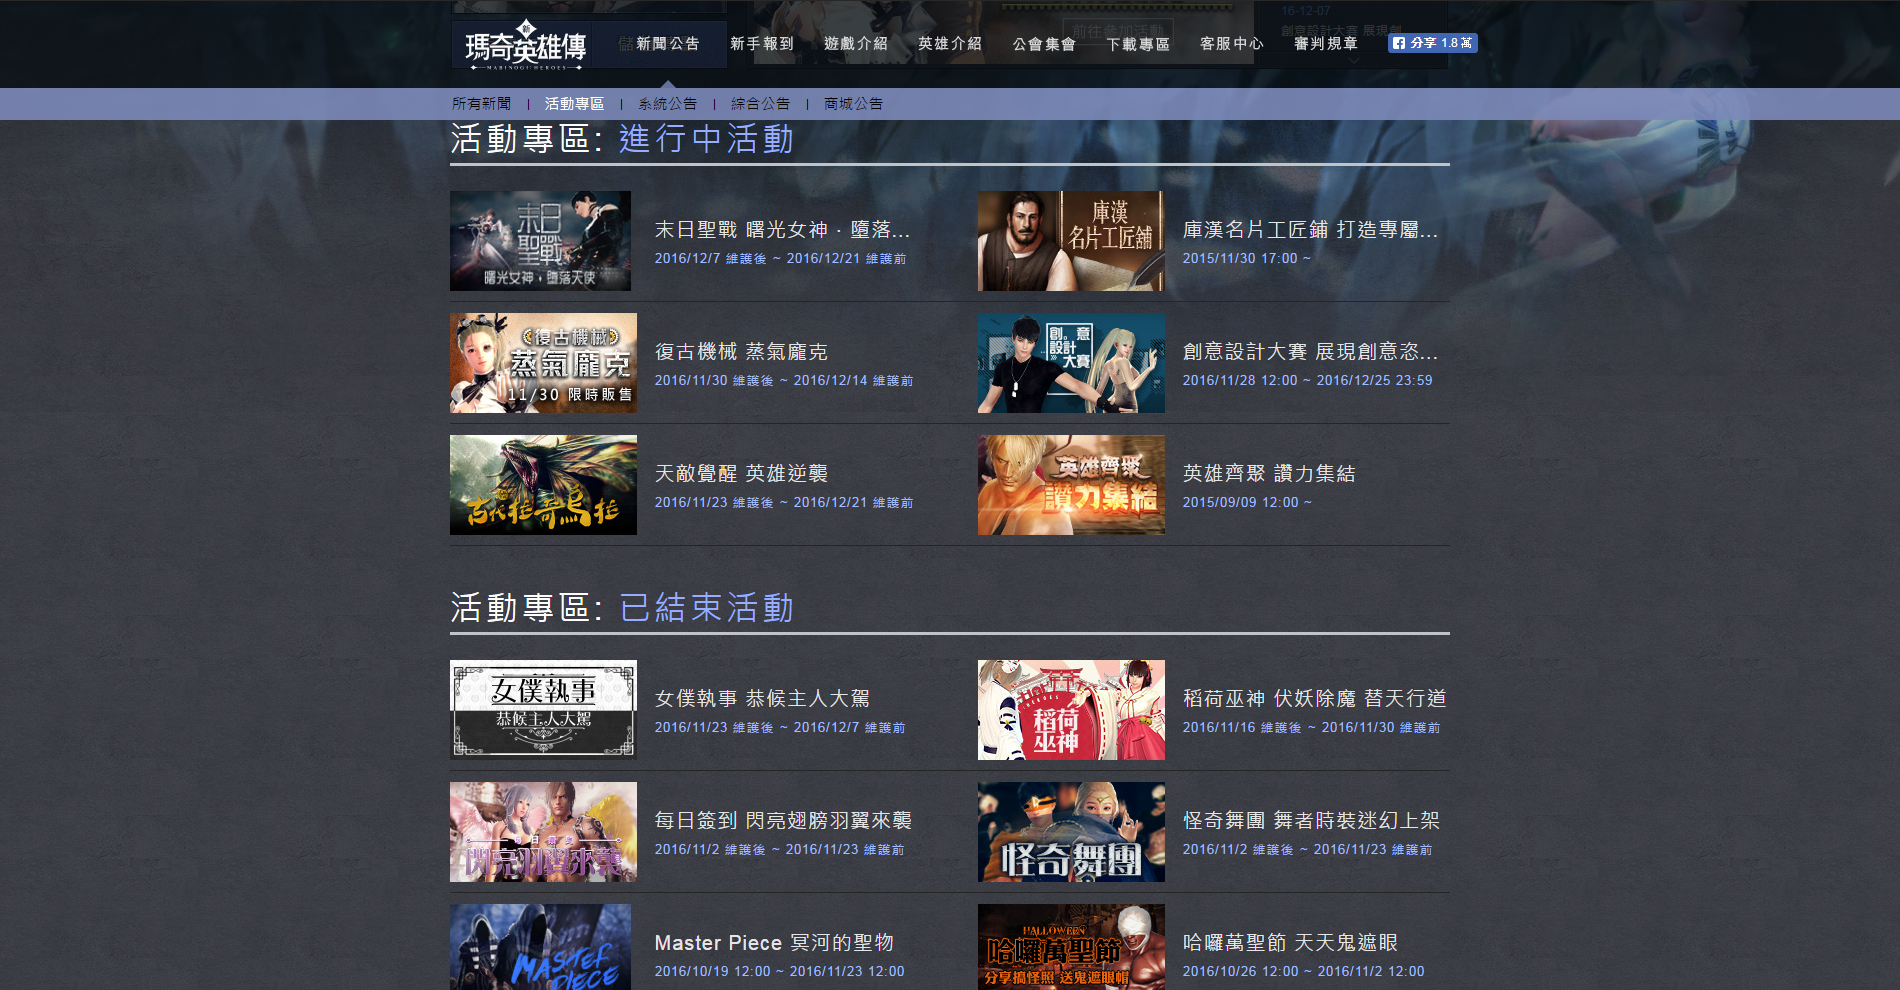 16-12-07
創意設計大賽 展現創
前往參加活動
新
瑪奇英雄傳
MABINOGI:HEROES
新聞公告 新手報到 遊戲介紹 英雄介紹 公會集會 下載專區 客服中心 審判規章 分享 1.8 萬
所有新聞 | 活動專區 | 系統公告 | 綜合公告 | 商城公告
活動專區: 進行中活動
末日聖戰
曙光女神・墮落天使
末日聖戰 曙光女神 · 墮落...
2016/12/7 維護後 ~ 2016/12/21 維護前
庫漢
名片工匠舖
庫漢名片工匠鋪 打造專屬...
2015/11/30 17:00 ~
復古機械
蒸氣龐克
11/30 限時販售
復古機械 蒸氣龐克
2016/11/30 維護後 ~ 2016/12/14 維護前
創。意
設計
大賽
創意設計大賽 展現創意恣...
2016/11/28 12:00 ~ 2016/12/25 23:59
古代拉奇烏拉
天敵覺醒 英雄逆襲
2016/11/23 維護後 ~ 2016/12/21 維護前
英雄齊聚
讚力集結
英雄齊聚 讚力集結
2015/09/09 12:00 ~
活動專區: 已結束活動
女僕執事
恭候主人大駕
女僕執事 恭候主人大駕
2016/11/23 維護後 ~ 2016/12/7 維護前
稻荷
巫神
稻荷巫神 伏妖除魔 替天行道
2016/11/16 維護後 ~ 2016/11/30 維護前
閃亮羽翼來襲
每日簽到 閃亮翅膀羽翼來襲
2016/11/2 維護後 ~ 2016/11/23 維護前
怪奇舞團
怪奇舞團 舞者時裝迷幻上架
2016/11/2 維護後 ~ 2016/11/23 維護前
MASTER
PIECE
Master Piece 冥河的聖物
2016/10/19 12:00 ~ 2016/11/23 12:00
HALLOWEEN
哈囉萬聖節
分享搞怪照 送鬼遮眼帽
哈囉萬聖節 天天鬼遮眼
2016/10/26 12:00 ~ 2016/11/2 12:00